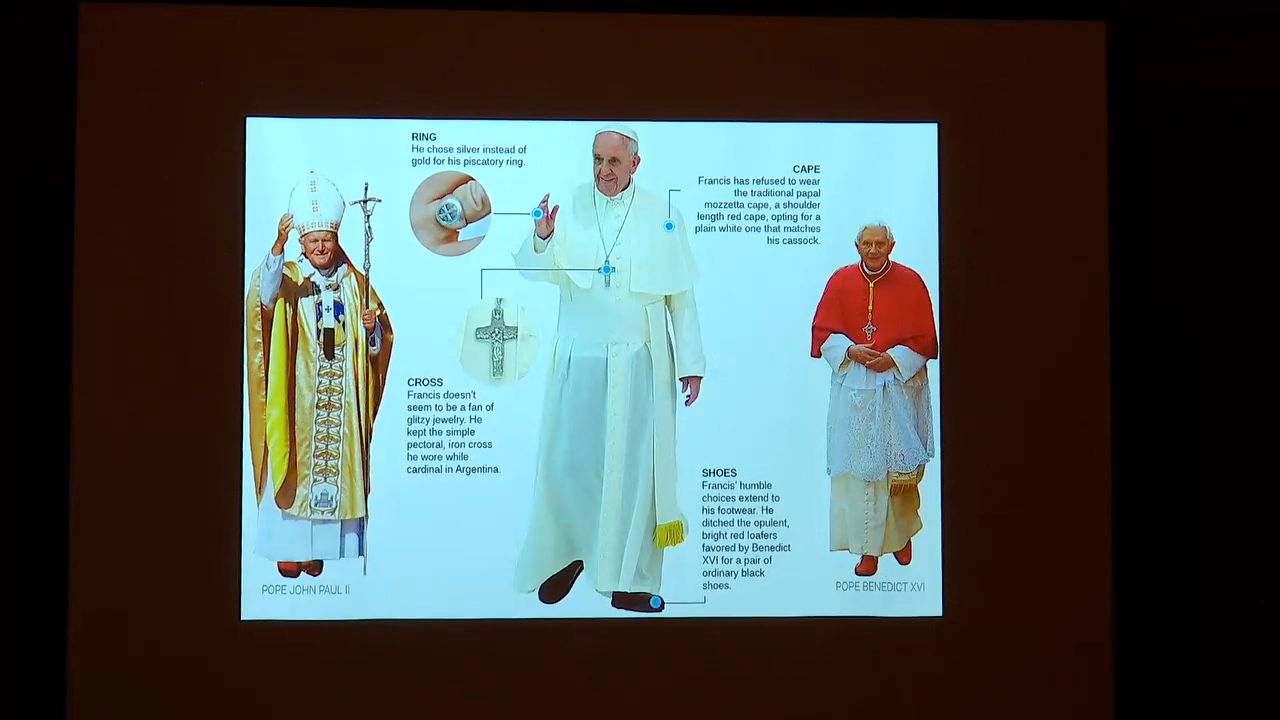 RING
He chose silver instead of
gold for his piscatory ring.
CAPE
Francis has refused to wear
the traditional papal
mozzetta cape, a shoulder
length red cape, opting for a
plain white one that matches
his cassock.
CROSS
Francis doesn't
seem to be a fan of
glitzy jewelry. He
kept the simple
pectoral, iron cross
he wore while
cardinal in Argentina.
SHOES
Francis' humble
choices extend to
his footwear. He
ditched the opulent,
bright red loafers
favored by Benedict
XVI for a pair of
ordinary black
shoes.
POPE JOHN PAUL II
POPE BENEDICT XVI